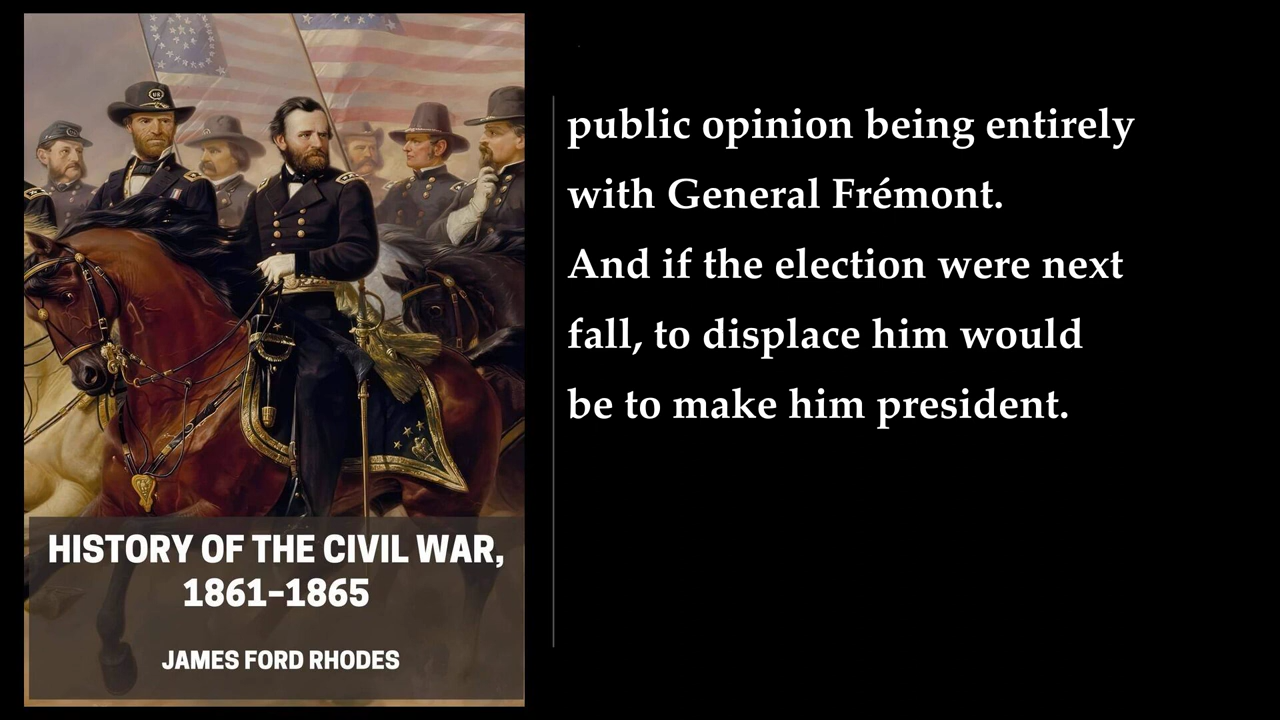 HISTORY OF THE CIVIL WAR,
1861–1865
JAMES FORD RHODES
public opinion being entirely
with General Frémont.
And if the election were next
fall, to displace him would
be to make him president.